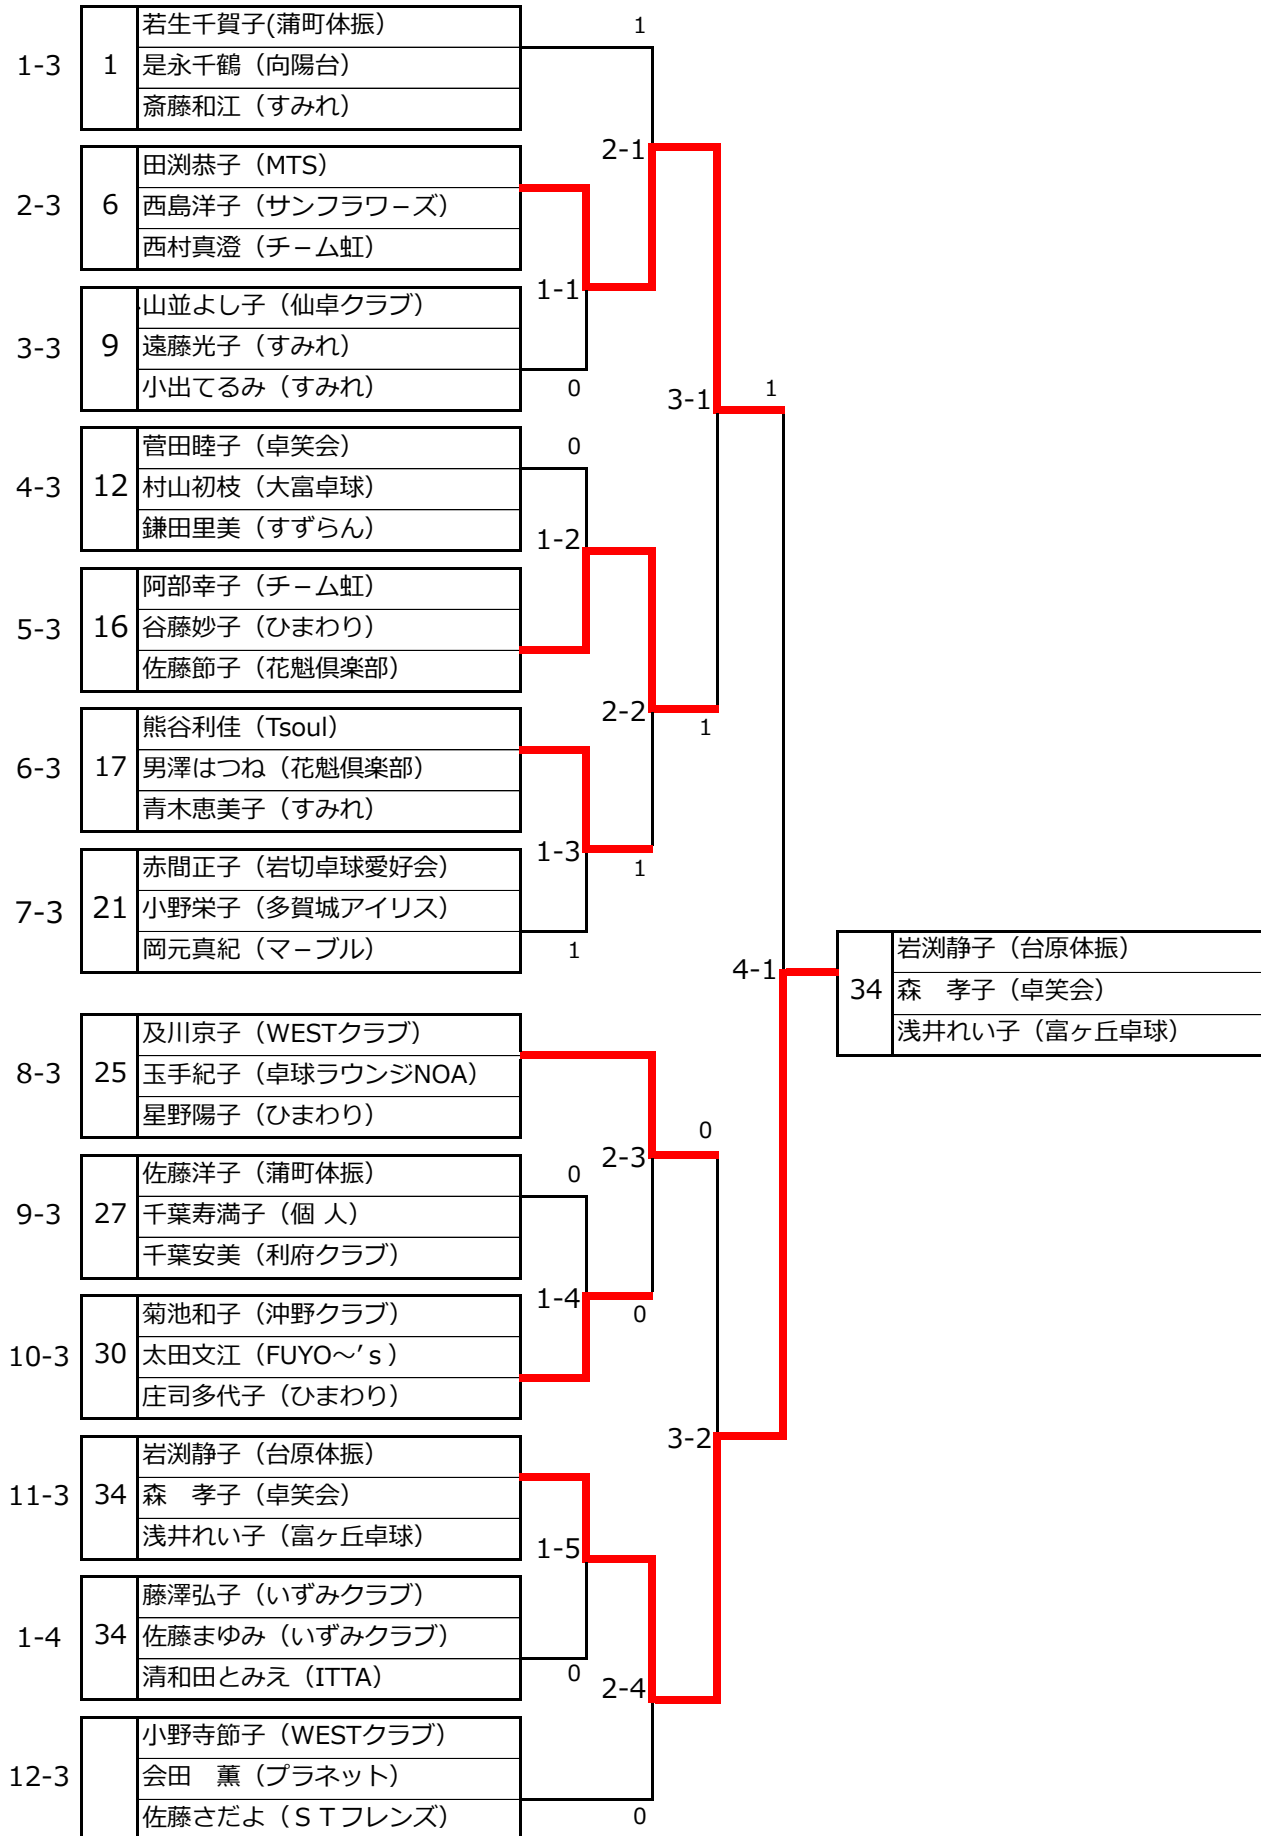 若生千賀子(蒲町体振）
1-3
1
是永千鶴（向陽台）
斎藤和江（すみれ）
1
2-1
田渕恭子（MTS）
2-3
6
西島洋子（サンフラワ－ズ）
西村真澄（チ－ム虹）
1-1
山並よし子（仙卓クラブ）
3-3
9
遠藤光子（すみれ）
小出てるみ（すみれ）
0
3-1
1
菅田睦子（卓笑会）
0
4-3
12
村山初枝（大富卓球）
鎌田里美（すずらん）
1-2
阿部幸子（チ－ム虹）
5-3
16
谷藤妙子（ひまわり）
佐藤節子（花魁倶楽部）
2-2
1
熊谷利佳（Tsoul）
6-3
17
男澤はつね（花魁倶楽部）
青木恵美子（すみれ）
1-3
1
赤間正子（岩切卓球愛好会）
7-3
21
小野栄子（多賀城アイリス）
岡元真紀（マ－ブル）
1
4-1
岩渕静子（台原体振）
34
森　孝子（卓笑会）
浅井れい子（富ヶ丘卓球）
及川京子（WESTクラブ）
8-3
25
玉手紀子（卓球ラウンジNOA）
星野陽子（ひまわり）
0
2-3
佐藤洋子（蒲町体振）
0
9-3
27
千葉寿満子（個 人）
千葉安美（利府クラブ）
1-4
0
菊池和子（沖野クラブ）
10-3
30
太田文江（FUYO～’ｓ）
庄司多代子（ひまわり）
3-2
岩渕静子（台原体振）
11-3
34
森　孝子（卓笑会）
浅井れい子（富ヶ丘卓球）
1-5
藤澤弘子（いずみクラブ）
1-4
34
佐藤まゆみ（いずみクラブ）
清和田とみえ（ITTA）
0
2-4
小野寺節子（WESTクラブ）
12-3
会田　薫（プラネット）
佐藤さだよ（ＳＴフレンズ）
0